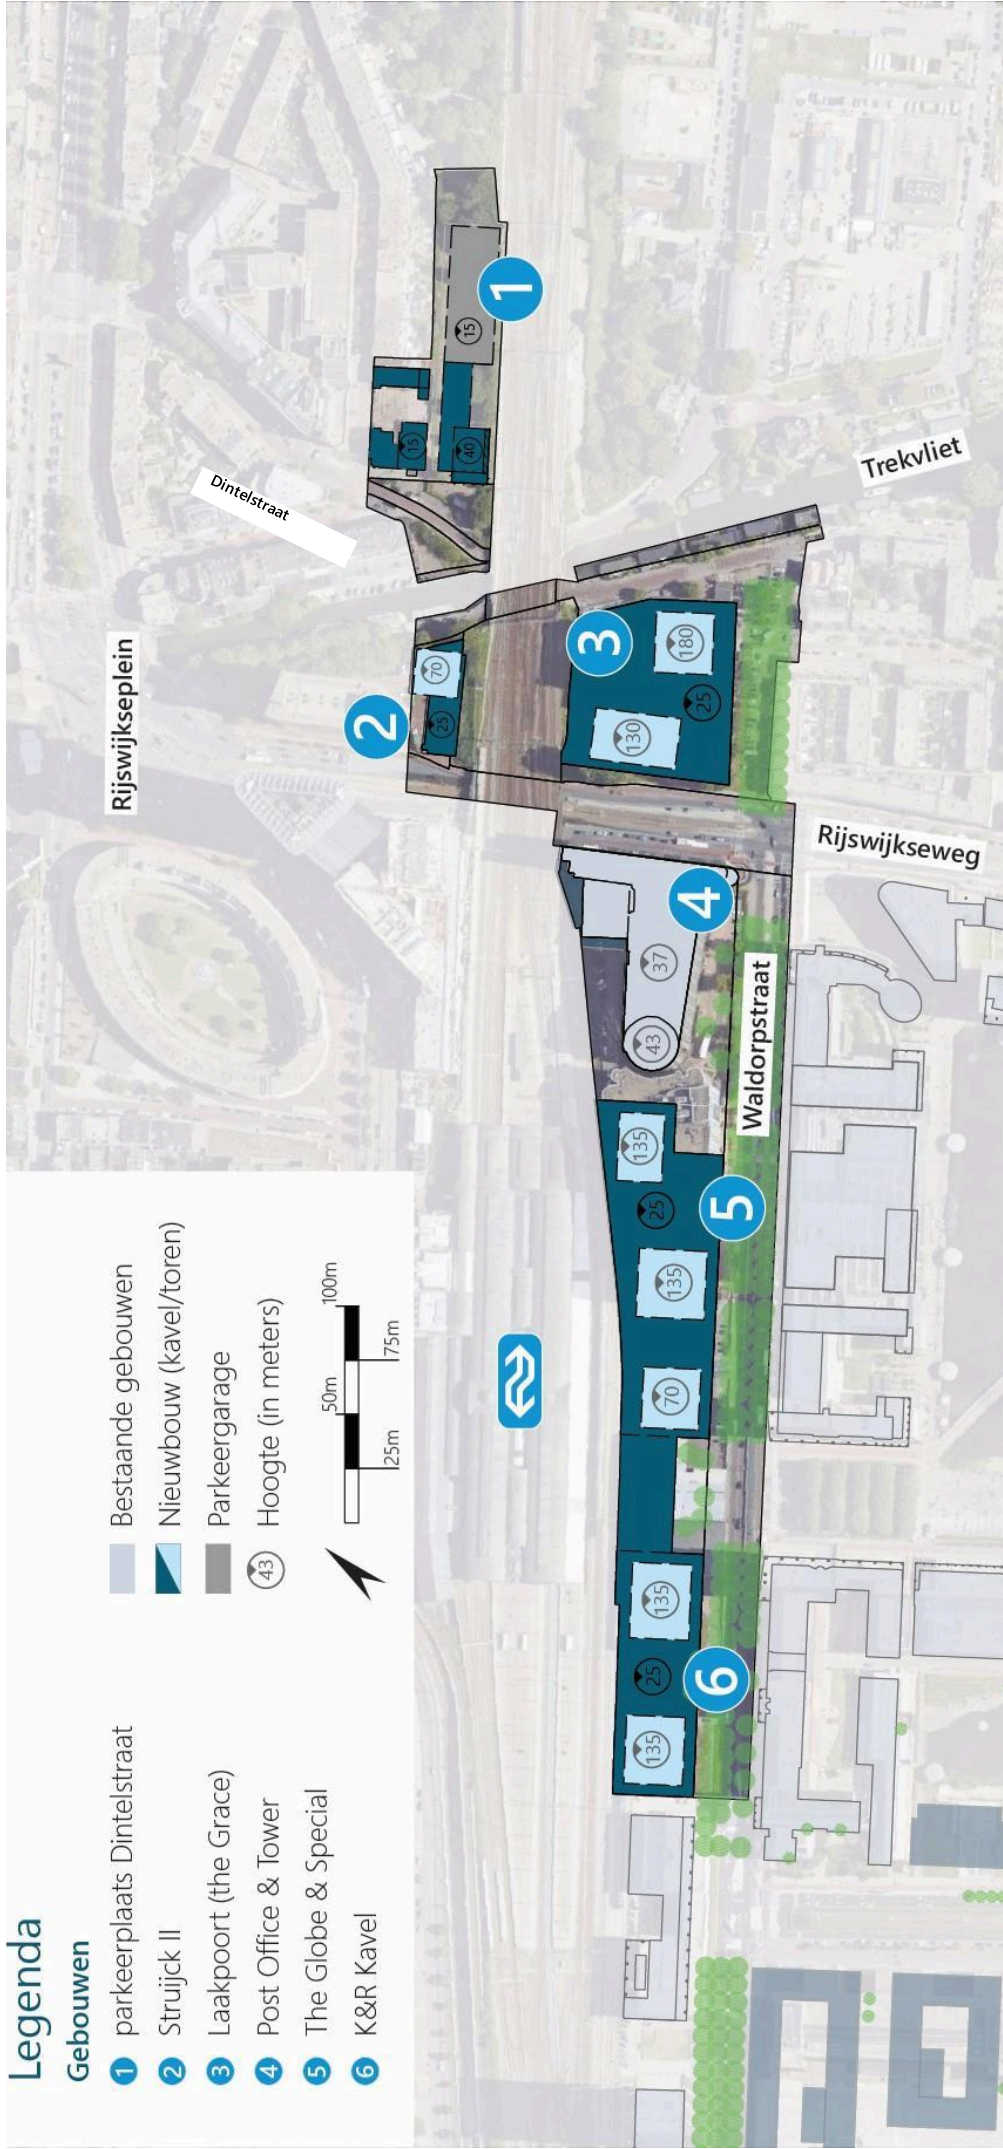 Legenda
Gebouwen
1 parkeerplaats Dintelstraat
2 Struijck II
3 Laakpoort (the Grace)
4 Post Office & Tower
5 The Globe & Special
6 K&R Kavel
Bestaande gebouwen
Nieuwbouw (kavel/toren)
Parkeergarage
43 Hoogte (in meters)
50m 100m
25m 75m
Rijswijkseplein
Dintelstraat
2
25
70
15
40
15
1
3
130
180
25
Trekvliet
Rijswijkseweg
4
37
43
Waldorpstraat
135
25
135
70
5
135
25
135
6